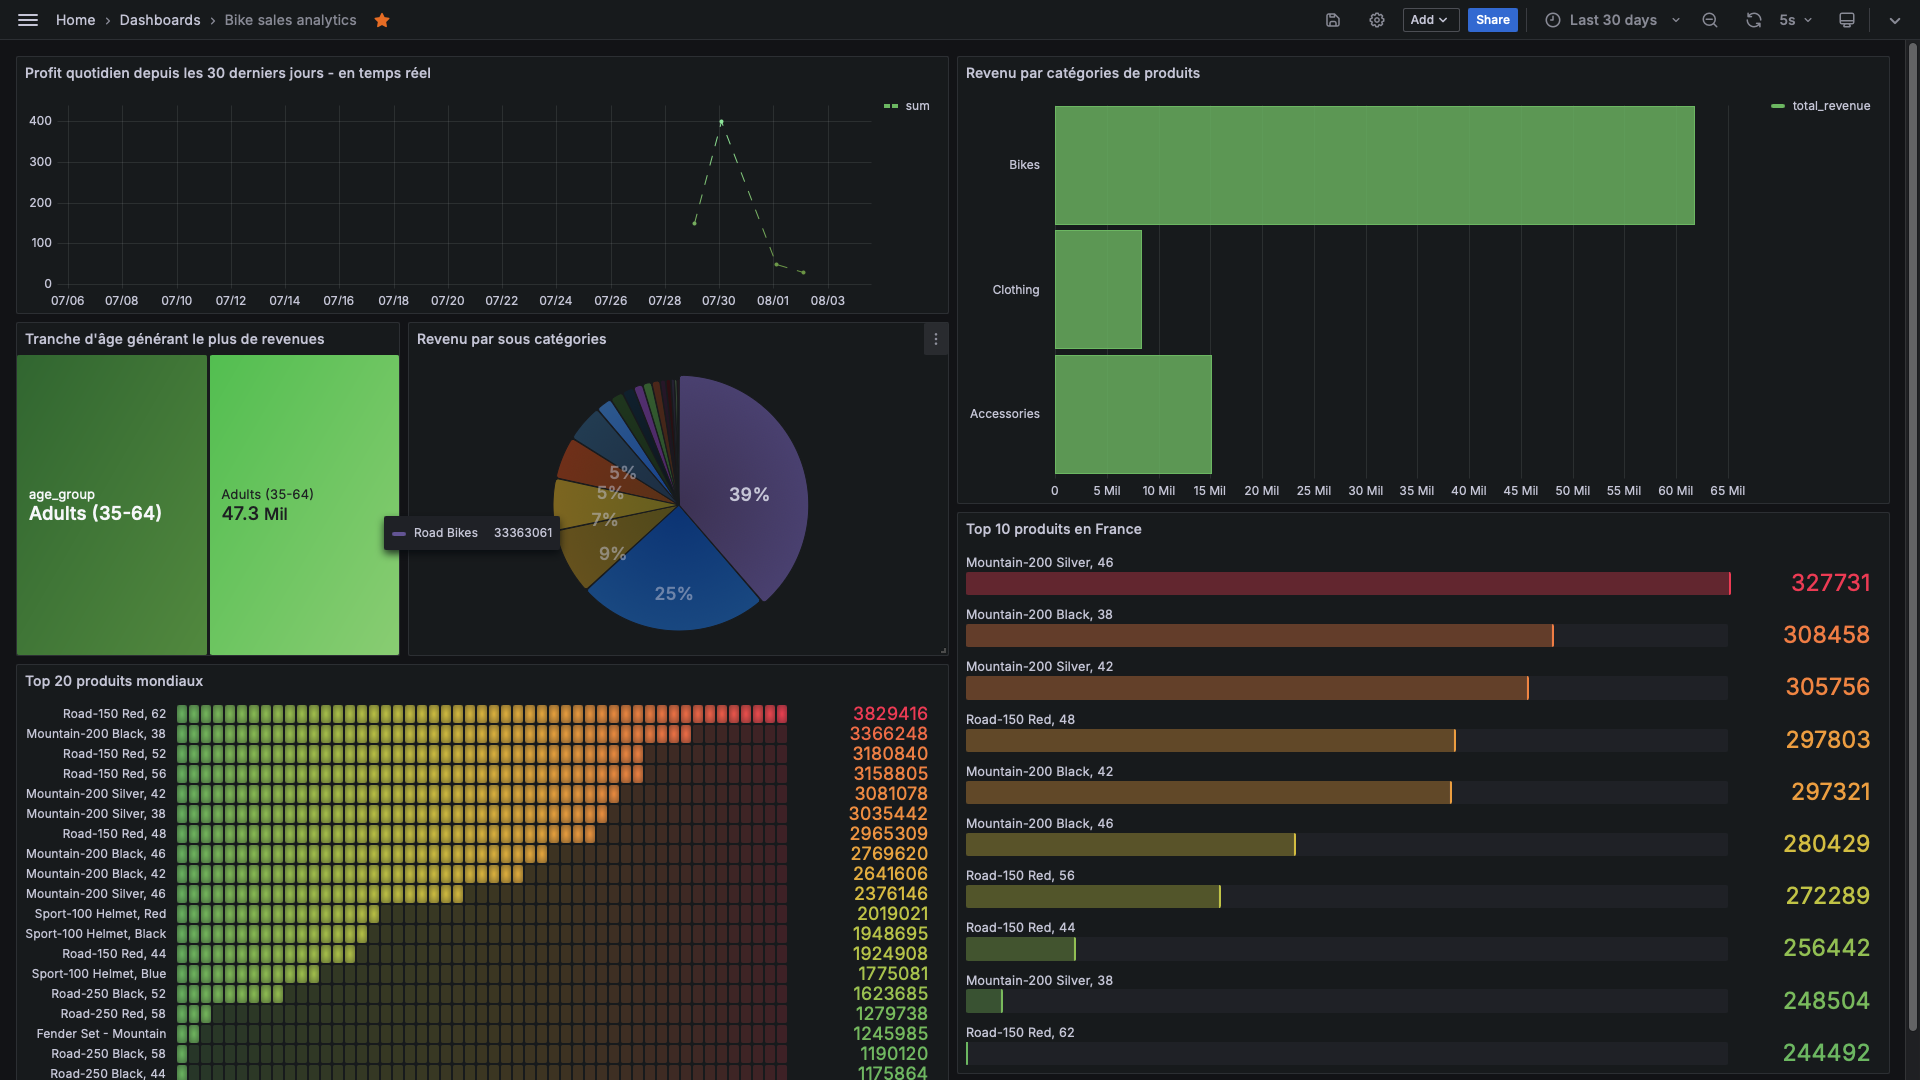 Home › Dashboards › Bike sales analytics
Add
Share
Last 30 days
5s
Profit quotidien depuis les 30 derniers jours - en temps réel
sum
400
300
200
100
0
07/06 07/08 07/10 07/12 07/14 07/16 07/18 07/20 07/22 07/24 07/26 07/28 07/30 08/01 08/03
Revenu par catégories de produits
total_revenue
Bikes
Clothing
Accessories
0 5 Mil 10 Mil 15 Mil 20 Mil 25 Mil 30 Mil 35 Mil 40 Mil 45 Mil 50 Mil 55 Mil 60 Mil 65 Mil
Tranche d'âge générant le plus de revenues
age_group
Adults (35-64)
Adults (35-64)
47.3 Mil
Revenu par sous catégories
39%
25%
9%
7%
5%
5%
Road Bikes 33363061
Top 10 produits en France
Mountain-200 Silver, 46
327731
Mountain-200 Black, 38
308458
Mountain-200 Silver, 42
305756
Road-150 Red, 48
297803
Mountain-200 Black, 42
297321
Mountain-200 Black, 46
280429
Road-150 Red, 56
272289
Road-150 Red, 44
256442
Mountain-200 Silver, 38
248504
Road-150 Red, 62
244492
Top 20 produits mondiaux
Road-150 Red, 62 3829416
Mountain-200 Black, 38 3366248
Road-150 Red, 52 3180840
Road-150 Red, 56 3158805
Mountain-200 Silver, 42 3081078
Mountain-200 Silver, 38 3035442
Road-150 Red, 48 2965309
Mountain-200 Black, 46 2769620
Mountain-200 Black, 42 2641606
Mountain-200 Silver, 46 2376146
Sport-100 Helmet, Red 2019021
Sport-100 Helmet, Black 1948695
Road-150 Red, 44 1924908
Sport-100 Helmet, Blue 1775081
Road-250 Black, 52 1623685
Road-250 Red, 58 1279738
Fender Set - Mountain 1245985
Road-250 Black, 58 1190120
Road-250 Black, 44 1175864